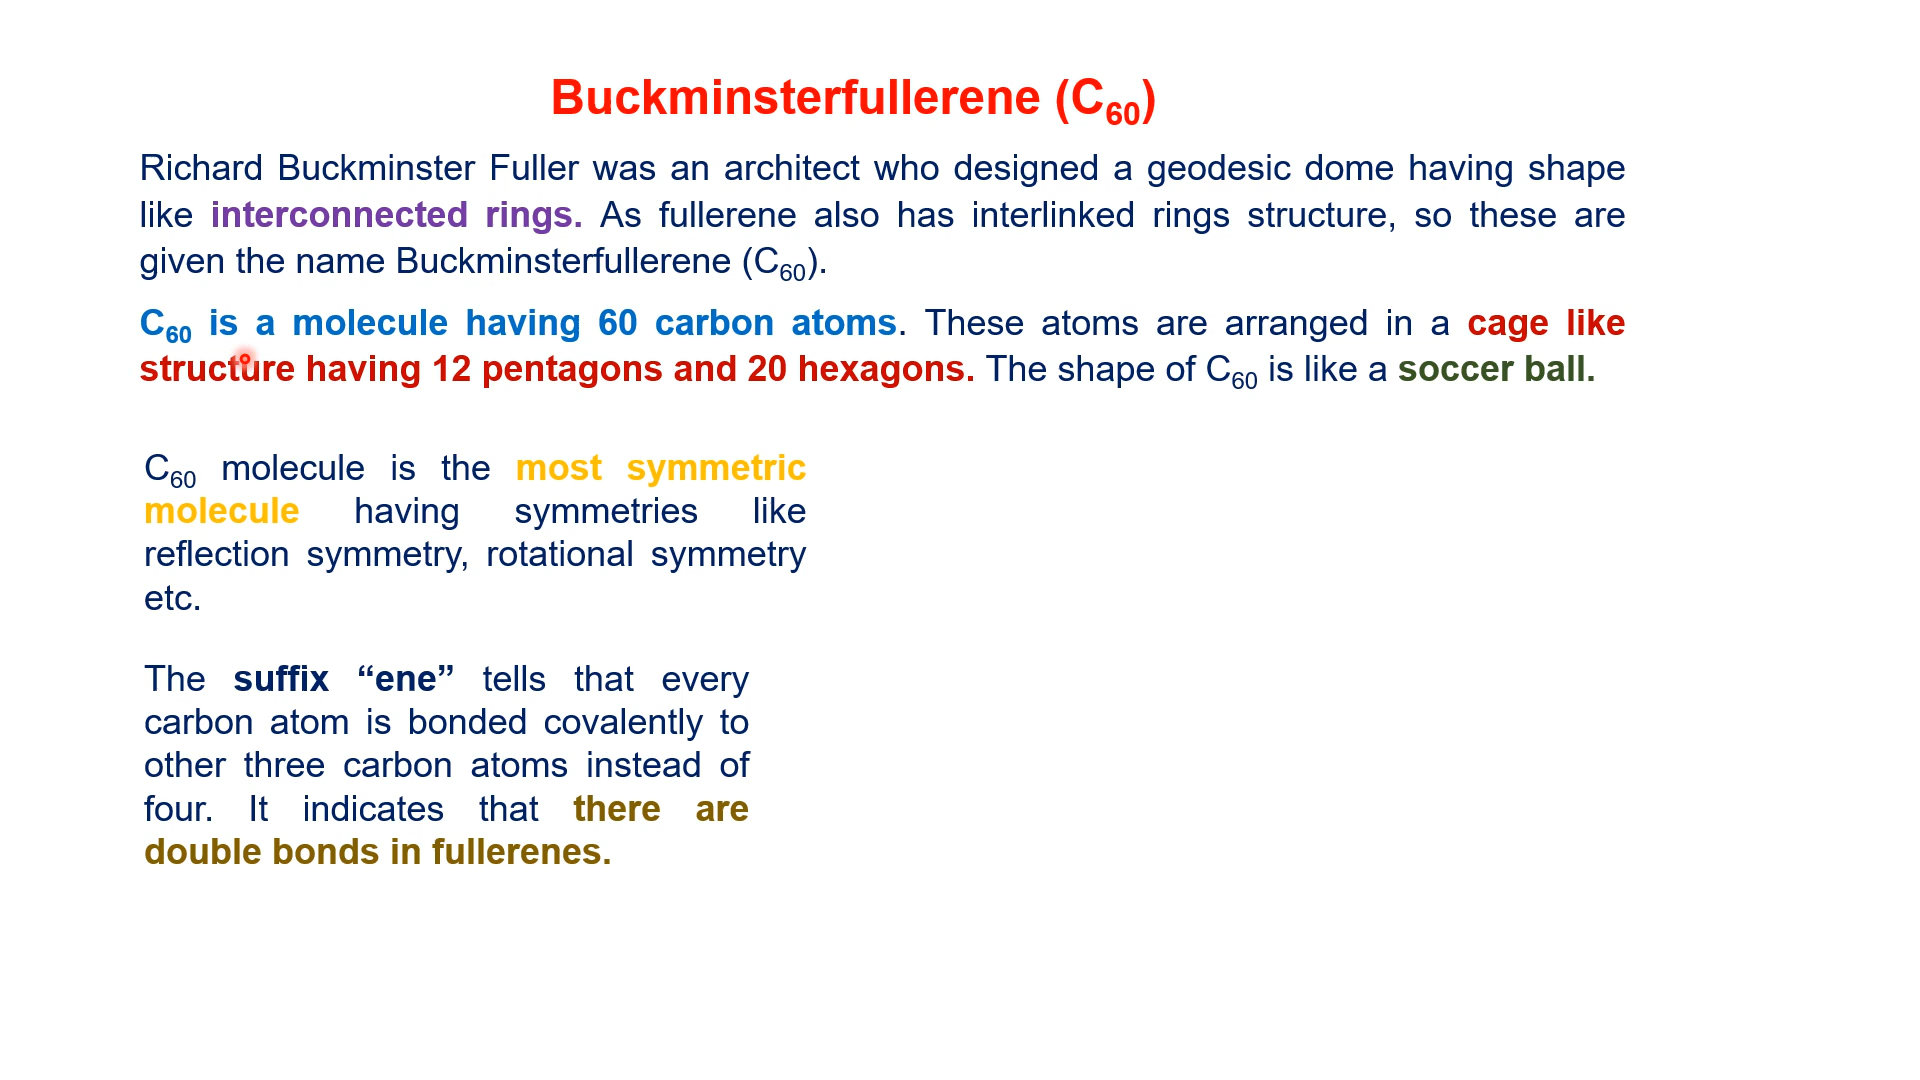 Buckminsterfullerene (C60)
Richard Buckminster Fuller was an architect who designed a geodesic dome having shape
like interconnected rings. As fullerene also has interlinked rings structure, so these are
given the name Buckminsterfullerene (C60).
C60 is a molecule having 60 carbon atoms. These atoms are arranged in a cage like
structure having 12 pentagons and 20 hexagons. The shape of C60 is like a soccer ball.
C60 molecule is the most symmetric
molecule having symmetries like
reflection symmetry, rotational symmetry
etc.
The suffix “ene” tells that every
carbon atom is bonded covalently to
other three carbon atoms instead of
four. It indicates that there are
double bonds in fullerenes.